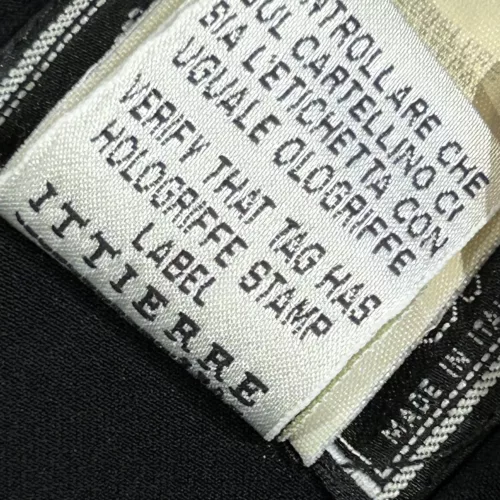 CONTROLLARE CHE
SUL CARTELLINO CI
SIA L'ETICHETTA CON
UGUALE OLOGRIFFE
VERIFY THAT TAG HAS
HOLOGRIFFE STAMP
LABEL
ITTIERRE
MADE IN ITA